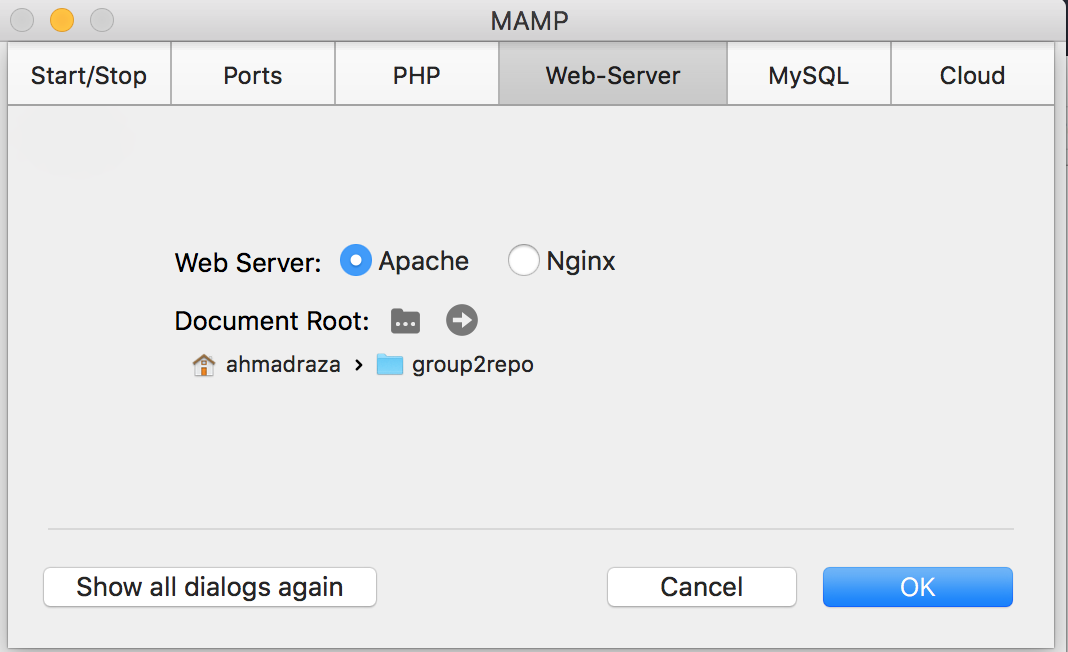 MAMP
Start/Stop Ports PHP Web-Server MySQL Cloud
Web Server: Apache Nginx
Document Root:
ahmadraza › group2repo
Show all dialogs again Cancel OK